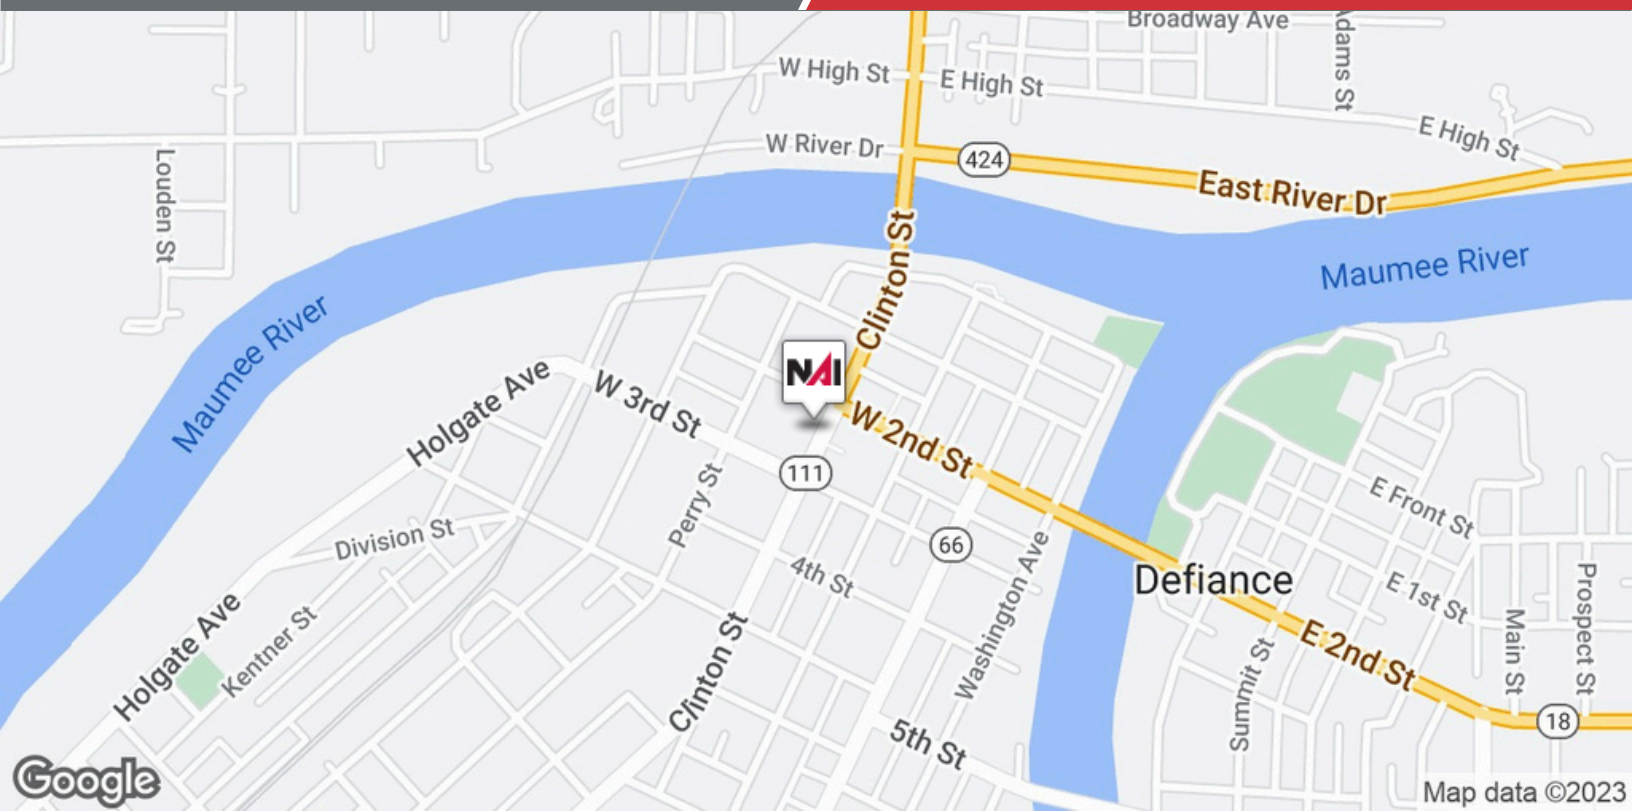 Broadway Ave
Adams St
W High St
E High St
E High St
W River Dr
424
Louden St
East River Dr
Clinton St
Maumee River
Maumee River
NAI
Holgate Ave
W 3rd St
W 2nd St
111
Perry St
E Front St
Division St
66
4th St
Washington Ave
Defiance
E 1st St
Prospect St
Main St
Holgate Ave
Kentner St
Clinton St
E 2nd St
Summit St
5th St
18
Google
Map data ©2023